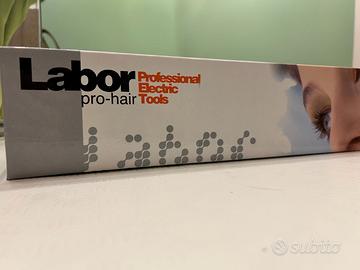 Labor
pro-hair
Professional
Electric
Tools
labor
subito